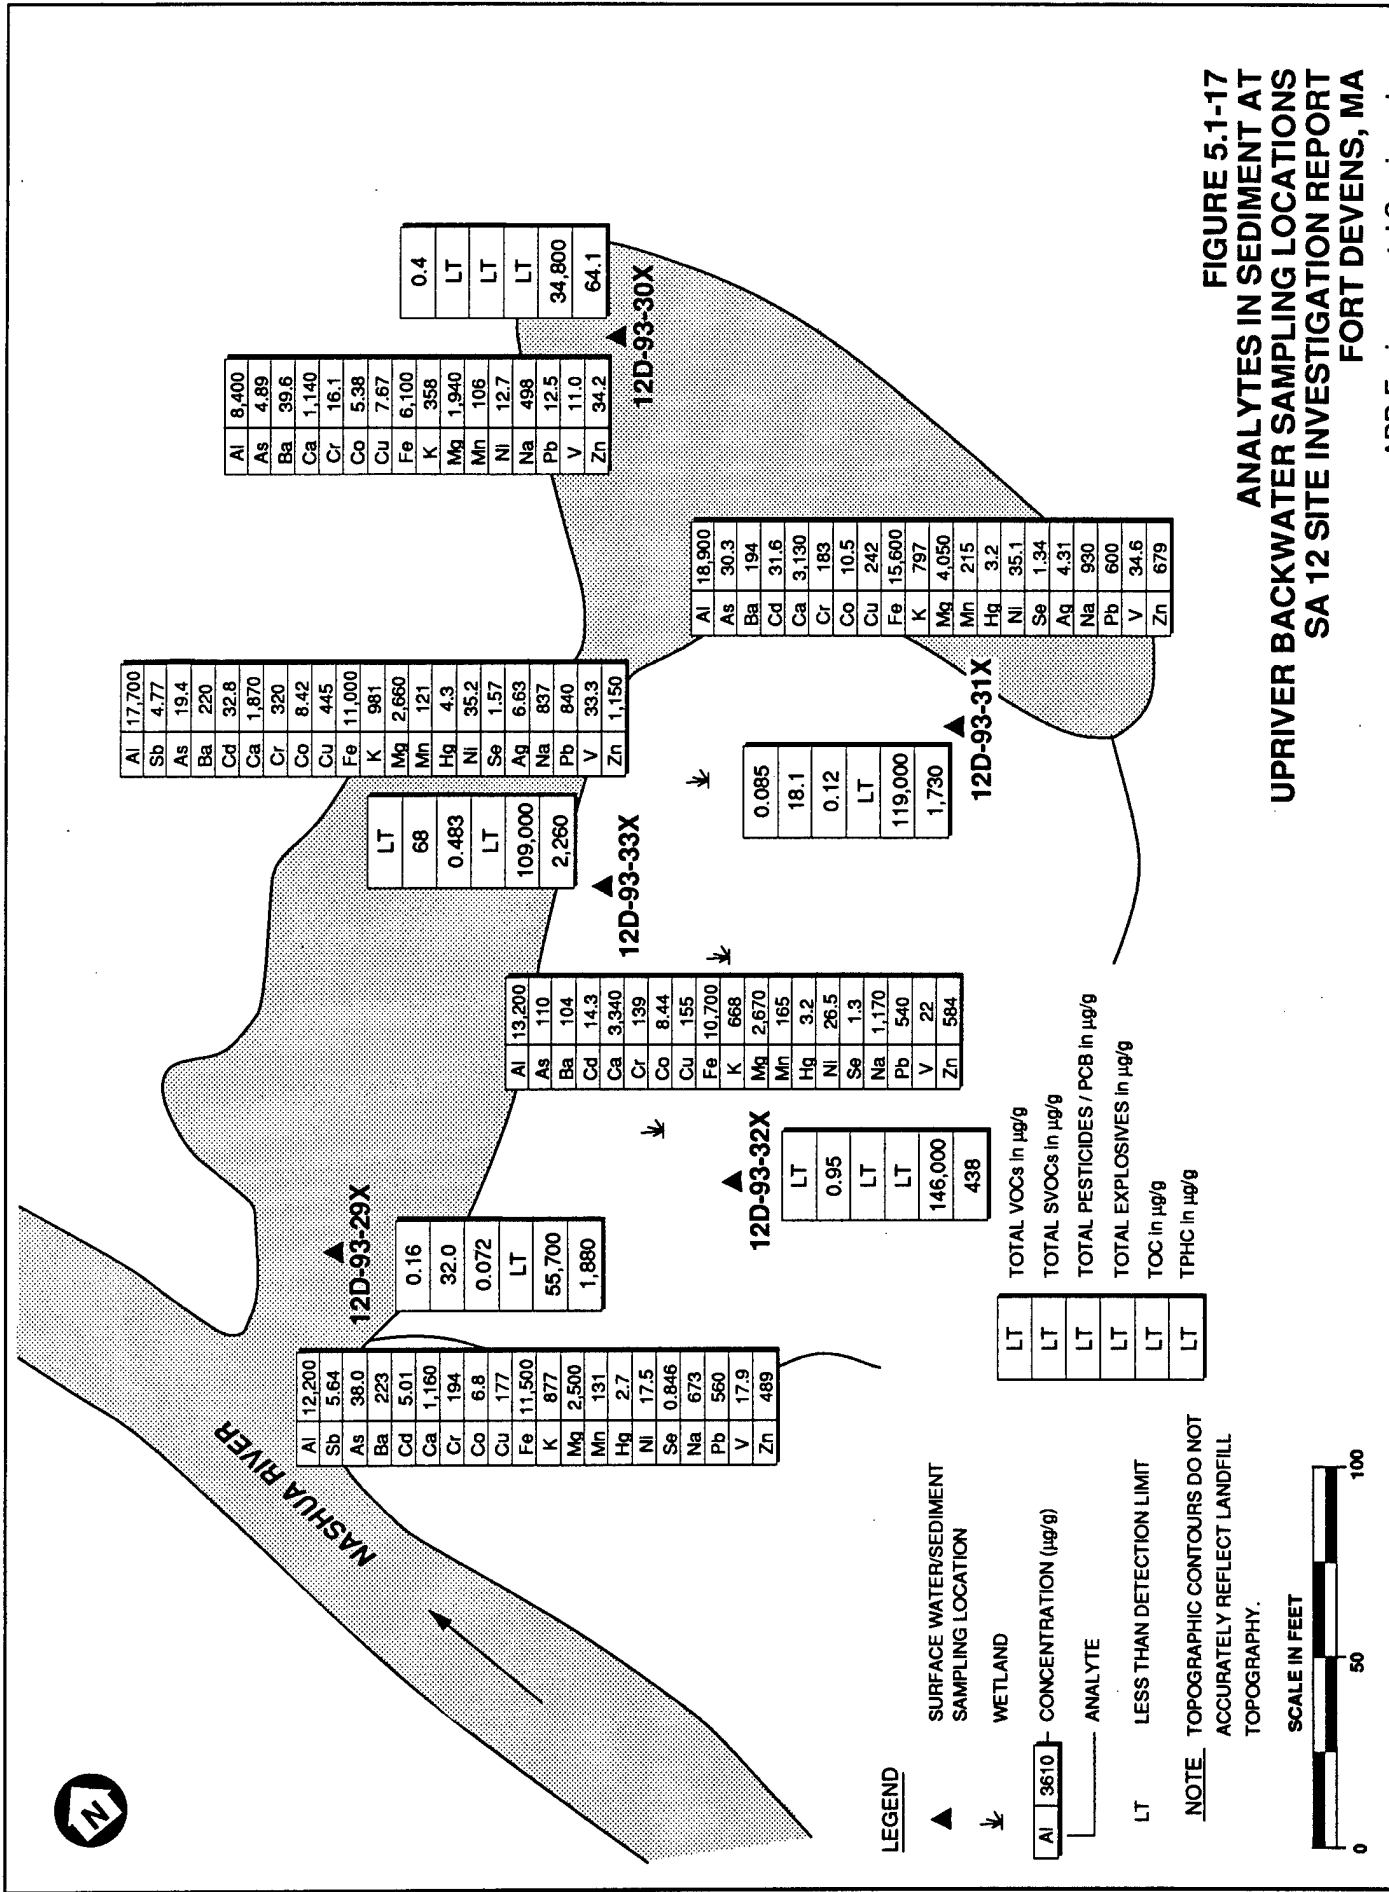 N
NASHUA RIVER
Al 12,200
Sb 5.64
As 38.0
Ba 223
Cd 5.01
Ca 1,160
Cr 194
Co 6.8
Cu 177
Fe 11,500
K 877
Mg 2,500
Mn 131
Hg 2.7
Ni 17.5
Se 0.846
Na 673
Pb 560
V 17.9
Zn 489
12D-93-29X
0.16
32.0
0.072
LT
55,700
1,880
Al 13,200
As 110
Ba 104
Cd 14.3
Ca 3,340
Cr 139
Co 8.44
Cu 155
Fe 10,700
K 668
Mg 2,670
Mn 165
Hg 3.2
Ni 26.5
Se 1.3
Na 1,170
Pb 540
V 22
Zn 584
12D-93-32X
LT
0.95
LT
LT
146,000
438
Al 17,700
Sb 4.77
As 19.4
Ba 220
Cd 32.8
Ca 1,870
Cr 320
Co 8.42
Cu 445
Fe 11,000
K 981
Mg 2,660
Mn 121
Hg 4.3
Ni 35.2
Se 1.57
Ag 6.63
Na 837
Pb 840
V 33.3
Zn 1,150
LT
68
0.483
LT
109,000
2,260
12D-93-33X
Al 8,400
As 4.89
Ba 39.6
Ca 1,140
Cr 16.1
Co 5.38
Cu 7.67
Fe 6,100
K 358
Mg 1,940
Mn 106
Ni 12.7
Na 498
Pb 12.5
V 11.0
Zn 34.2
0.4
LT
LT
LT
34,800
64.1
12D-93-30X
Al 18,900
As 30.3
Ba 194
Cd 31.6
Ca 3,130
Cr 183
Co 10.5
Cu 242
Fe 15,600
K 797
Mg 4,050
Mn 215
Hg 3.2
Ni 35.1
Se 1.34
Ag 4.31
Na 930
Pb 600
V 34.6
Zn 679
0.085
18.1
0.12
LT
119,000
1,730
12D-93-31X
LEGEND
SURFACE WATER/SEDIMENT
SAMPLING LOCATION
WETLAND
Al 3610 CONCENTRATION (µg/g)
ANALYTE
LT LESS THAN DETECTION LIMIT
NOTE TOPOGRAPHIC CONTOURS DO NOT
ACCURATELY REFLECT LANDFILL
TOPOGRAPHY.
LT TOTAL VOCs in µg/g
LT TOTAL SVOCs in µg/g
LT TOTAL PESTICIDES / PCB in µg/g
LT TOTAL EXPLOSIVES in µg/g
LT TOC in µg/g
LT TPHC in µg/g
SCALE IN FEET
0 50 100
FIGURE 5.1-17
ANALYTES IN SEDIMENT AT
UPRIVER BACKWATER SAMPLING LOCATIONS
SA 12 SITE INVESTIGATION REPORT
FORT DEVENS, MA